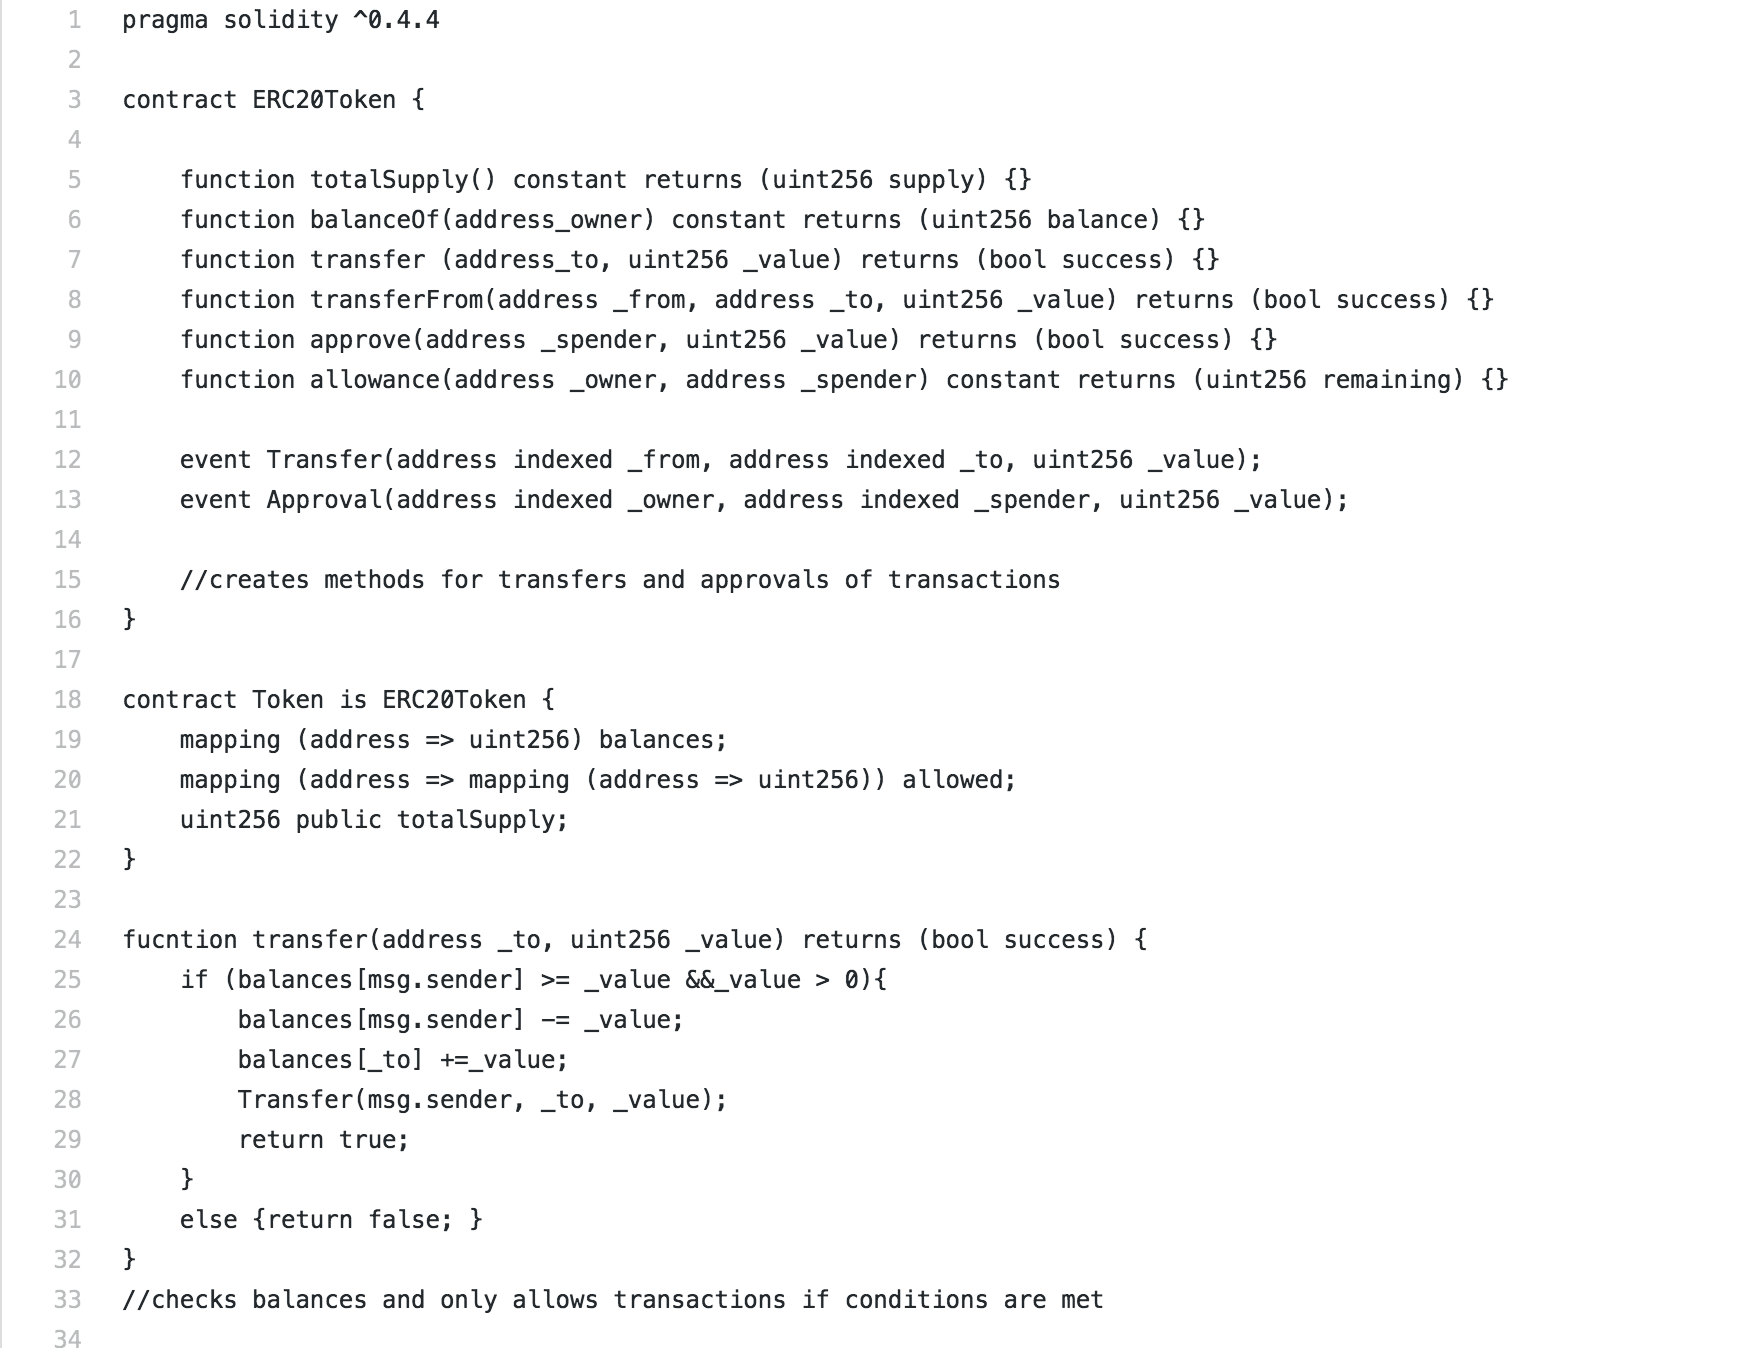 1 pragma solidity ^0.4.4
2
3 contract ERC20Token {
4
5     function totalSupply() constant returns (uint256 supply) {}
6     function balanceOf(address_owner) constant returns (uint256 balance) {}
7     function transfer (address_to, uint256 _value) returns (bool success) {}
8     function transferFrom(address _from, address _to, uint256 _value) returns (bool success) {}
9     function approve(address _spender, uint256 _value) returns (bool success) {}
10     function allowance(address _owner, address _spender) constant returns (uint256 remaining) {}
11
12     event Transfer(address indexed _from, address indexed _to, uint256 _value);
13     event Approval(address indexed _owner, address indexed _spender, uint256 _value);
14
15     //creates methods for transfers and approvals of transactions
16 }
17
18 contract Token is ERC20Token {
19     mapping (address => uint256) balances;
20     mapping (address => mapping (address => uint256)) allowed;
21     uint256 public totalSupply;
22 }
23
24 fucntion transfer(address _to, uint256 _value) returns (bool success) {
25     if (balances[msg.sender] >= _value &&_value > 0){
26         balances[msg.sender] -= _value;
27         balances[_to] +=_value;
28         Transfer(msg.sender, _to, _value);
29         return true;
30     }
31     else {return false; }
32 }
33 //checks balances and only allows transactions if conditions are met
34